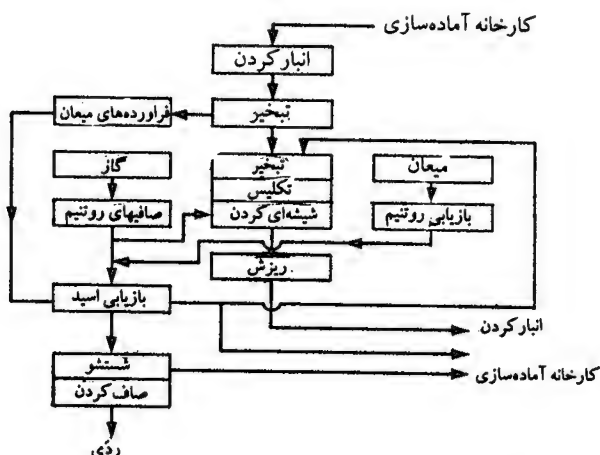 کارخانه آماده‌سازی
انبار کردن
تبخیر
فراورده‌های میعان
گاز
تبخیر
میعان
تکلیس
صافیهای روتنیم
شیشه‌ای کردن
بازیابی روتنیم
ریزش
بازیابی اسید
انبار کردن
شستشو
کارخانه آماده‌سازی
صاف کردن
ردّی